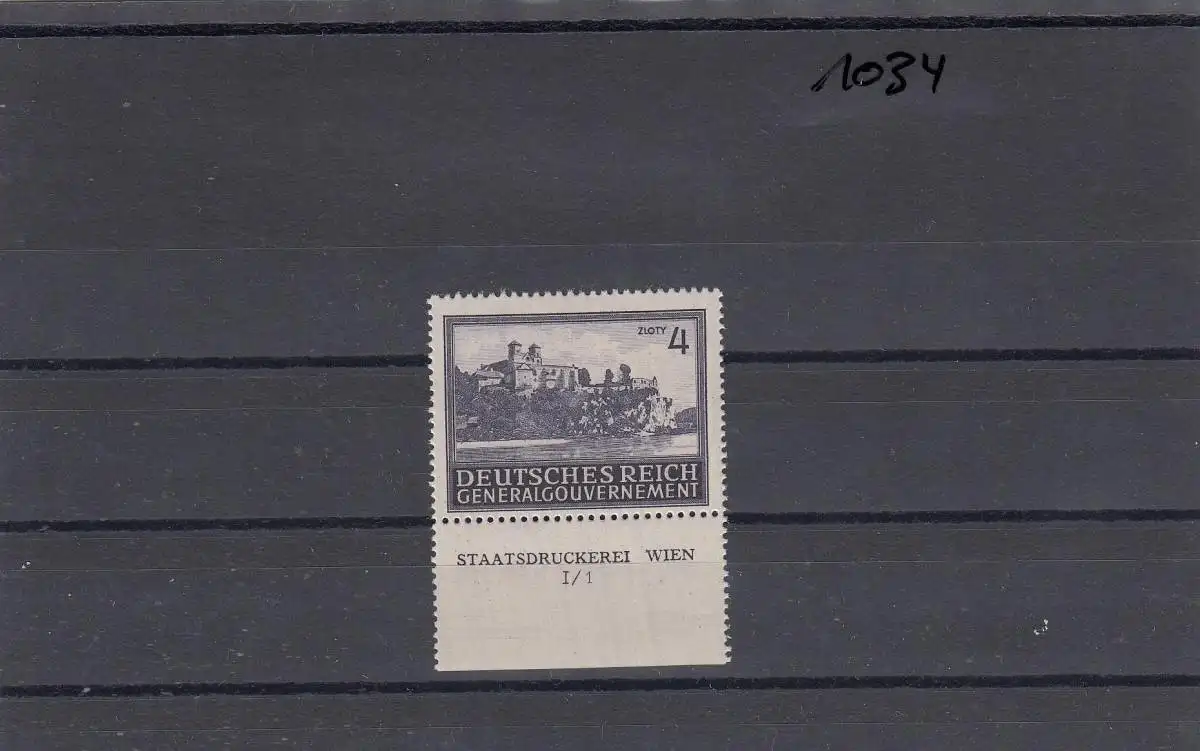 1034
ZLOTY 4
DEUTSCHES REICH
GENERALGOUVERNEMENT
STAATSDRUCKEREI WIEN
I/1